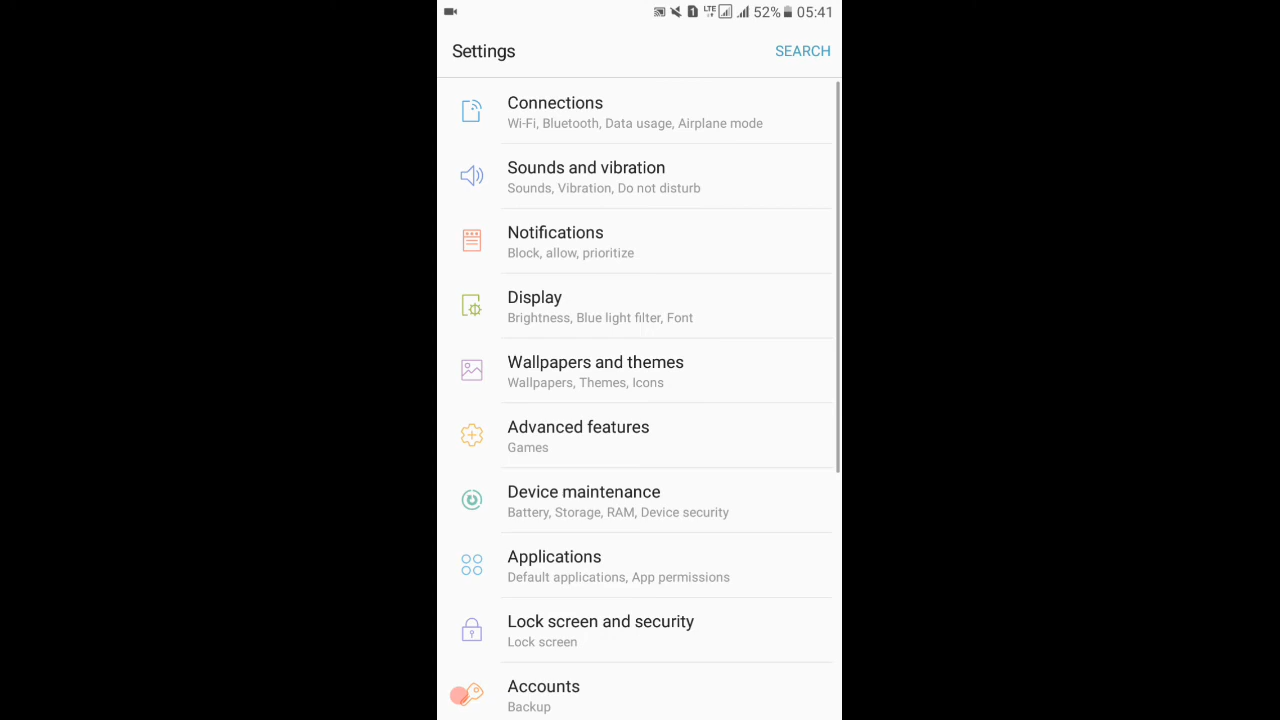 1 LTE 52% 05:41
Settings SEARCH
Connections
Wi-Fi, Bluetooth, Data usage, Airplane mode
Sounds and vibration
Sounds, Vibration, Do not disturb
Notifications
Block, allow, prioritize
Display
Brightness, Blue light filter, Font
Wallpapers and themes
Wallpapers, Themes, Icons
Advanced features
Games
Device maintenance
Battery, Storage, RAM, Device security
Applications
Default applications, App permissions
Lock screen and security
Lock screen
Accounts
Backup